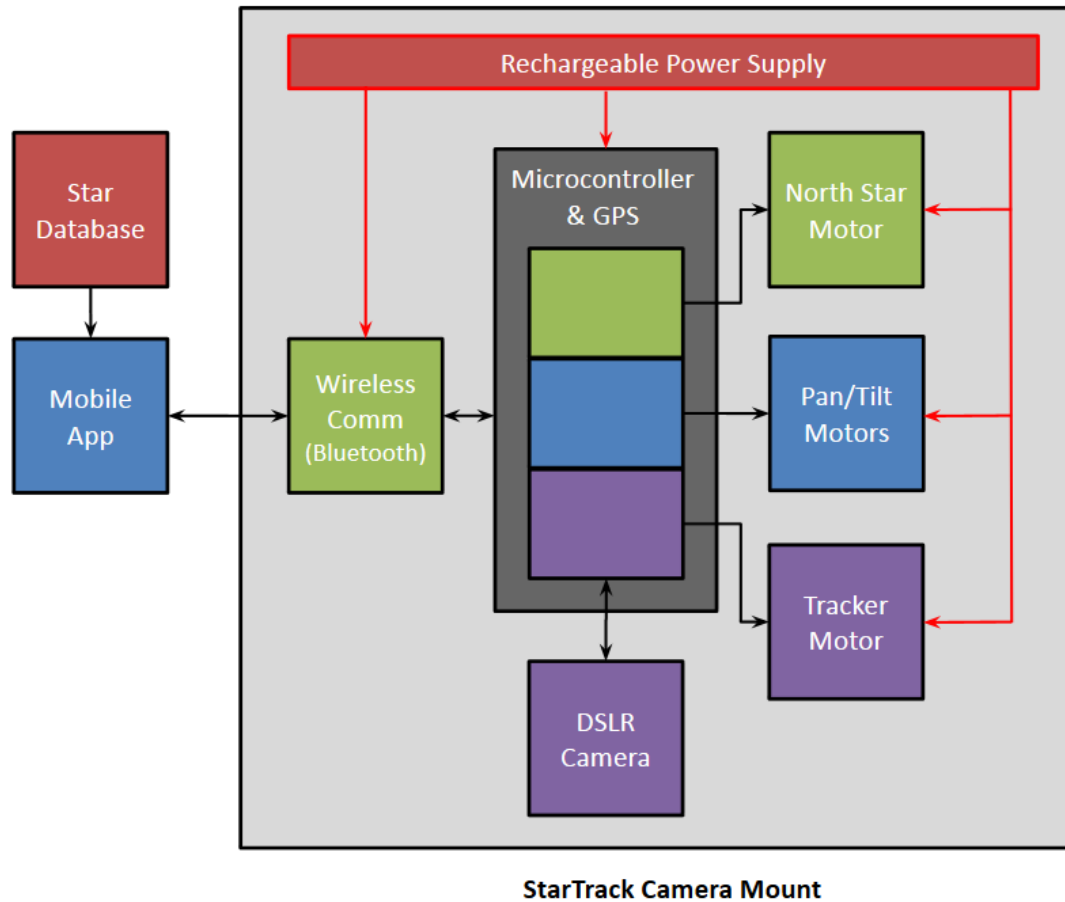 Rechargeable Power Supply
Star
Database
Microcontroller
& GPS
North Star
Motor
Mobile
App
Wireless
Comm
(Bluetooth)
Pan/Tilt
Motors
Tracker
Motor
DSLR
Camera
StarTrack Camera Mount